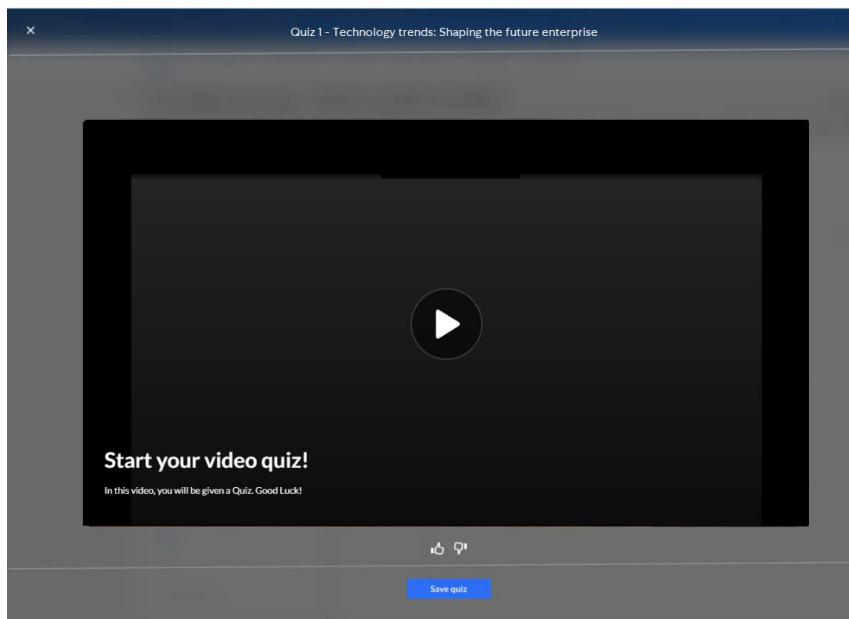 Quiz 1 - Technology trends: Shaping the future enterprise
Start your video quiz!
In this video, you will be given a Quiz. Good Luck!
Save quiz